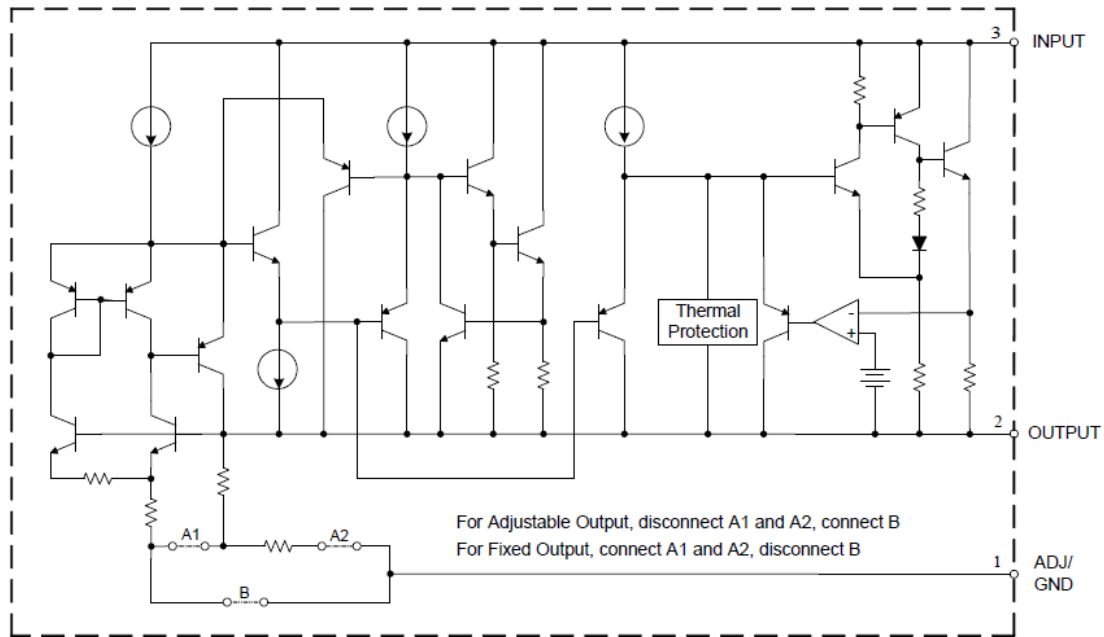 3
INPUT
Thermal
Protection
-
+
2
OUTPUT
A1
A2
For Adjustable Output, disconnect A1 and A2, connect B
For Fixed Output, connect A1 and A2, disconnect B
1
ADJ/
GND
B